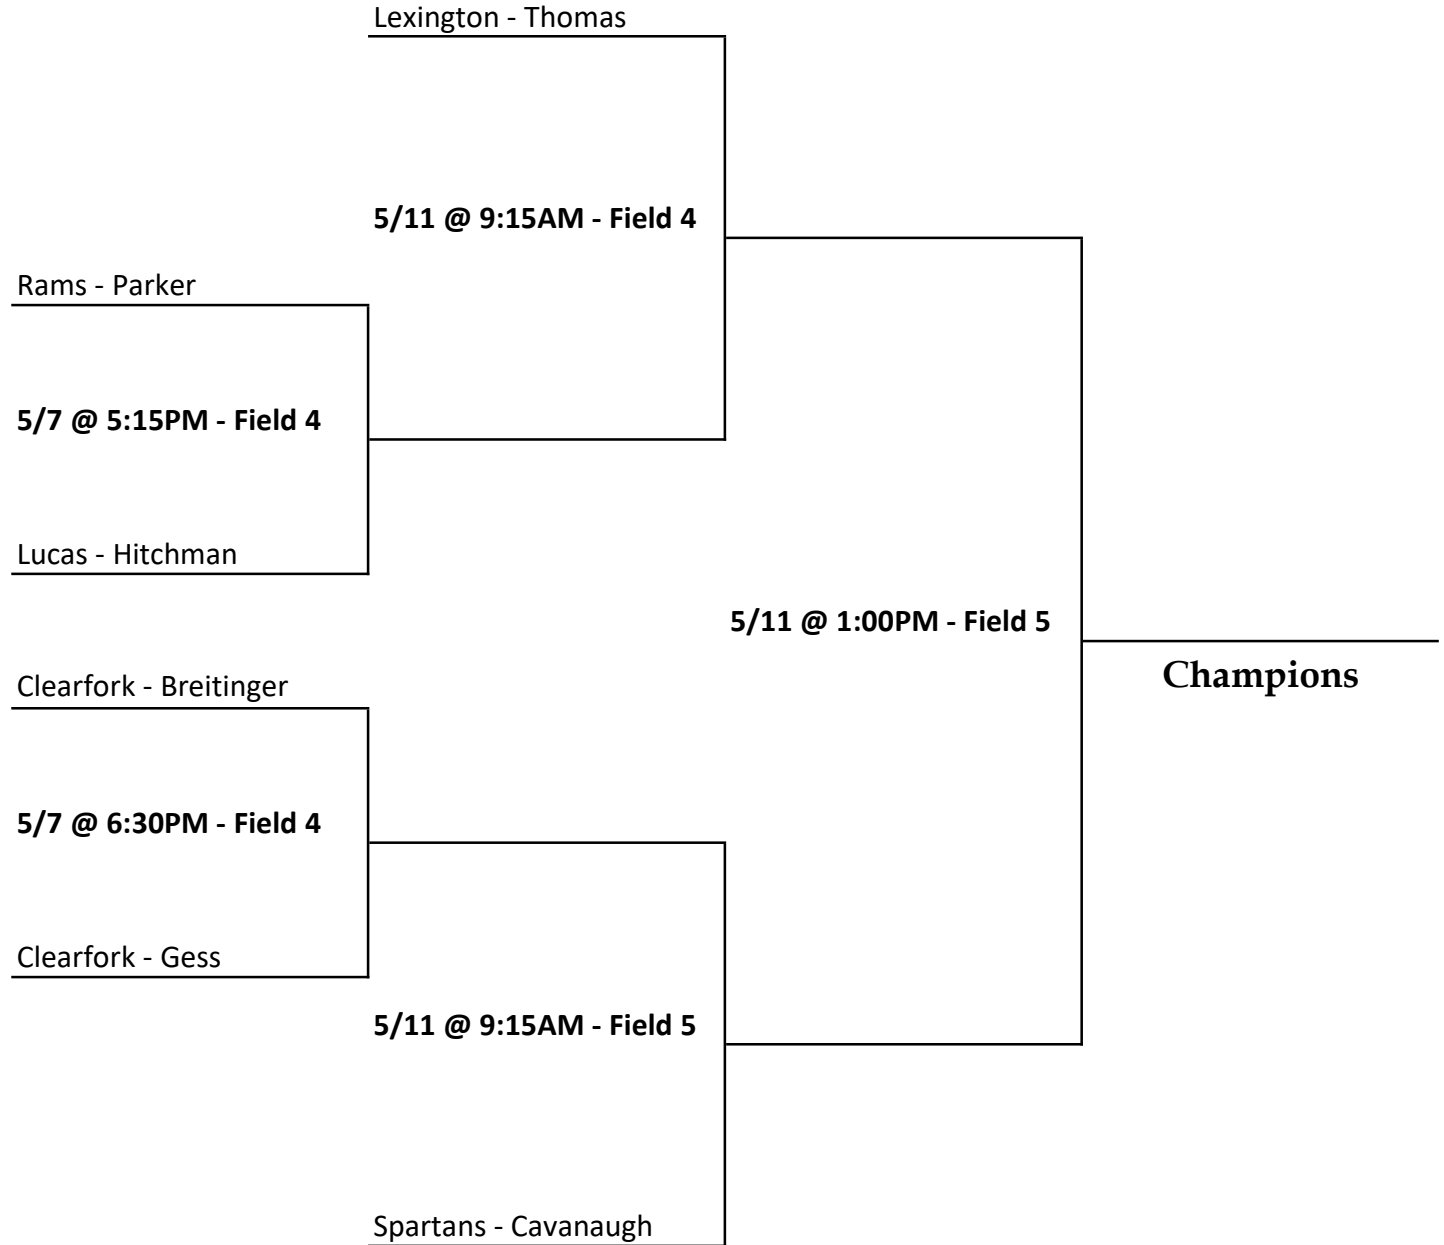 Lexington - Thomas
5/11 @ 9:15AM - Field 4
Rams - Parker
5/7 @ 5:15PM - Field 4
Lucas - Hitchman
5/11 @ 1:00PM - Field 5
Champions
Clearfork - Breitinger
5/7 @ 6:30PM - Field 4
Clearfork - Gess
5/11 @ 9:15AM - Field 5
Spartans - Cavanaugh